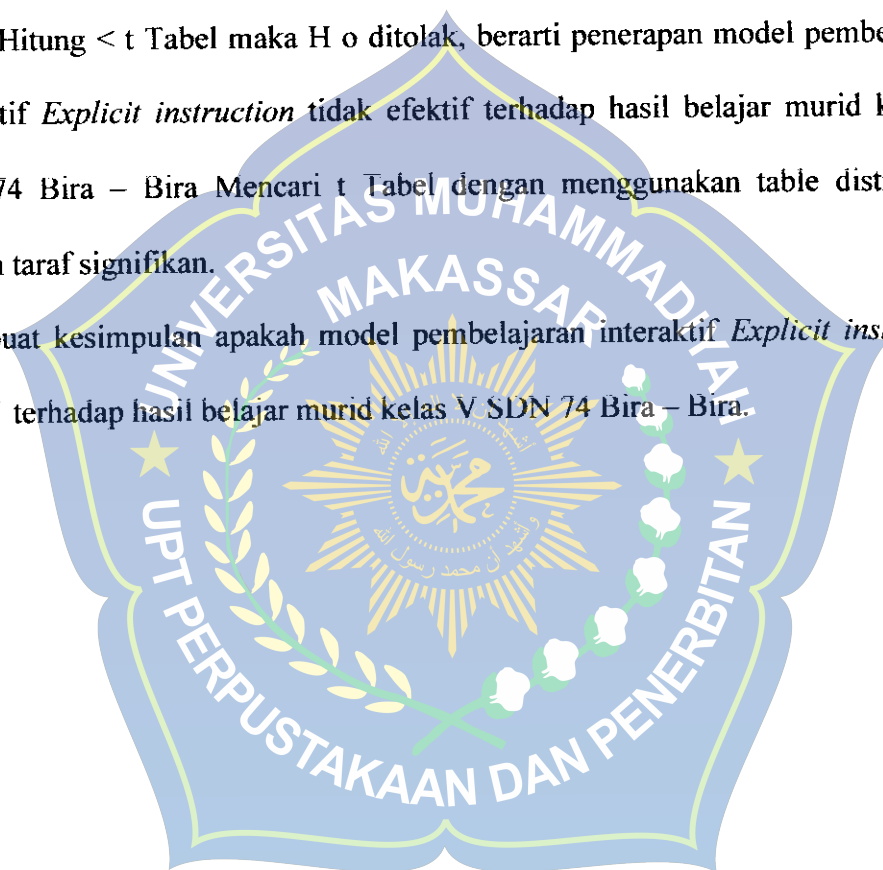 Hitung < t Tabel maka H o ditolak, berarti penerapan model pembe
tif Explicit instruction tidak efektif terhadap hasil belajar murid k
74 Bira – Bira Mencari t Tabel dengan menggunakan table dist
taraf signifikan.
uat kesimpulan apakah model pembelajaran interaktif Explicit ins
terhadap hasil belajar murid kelas V SDN 74 Bira – Bira.
UNIVERSITAS MUHAMMADIYAH
MAKASSAR
محمدية
UPT PERPUSTAKAAN DAN PENERBITAN